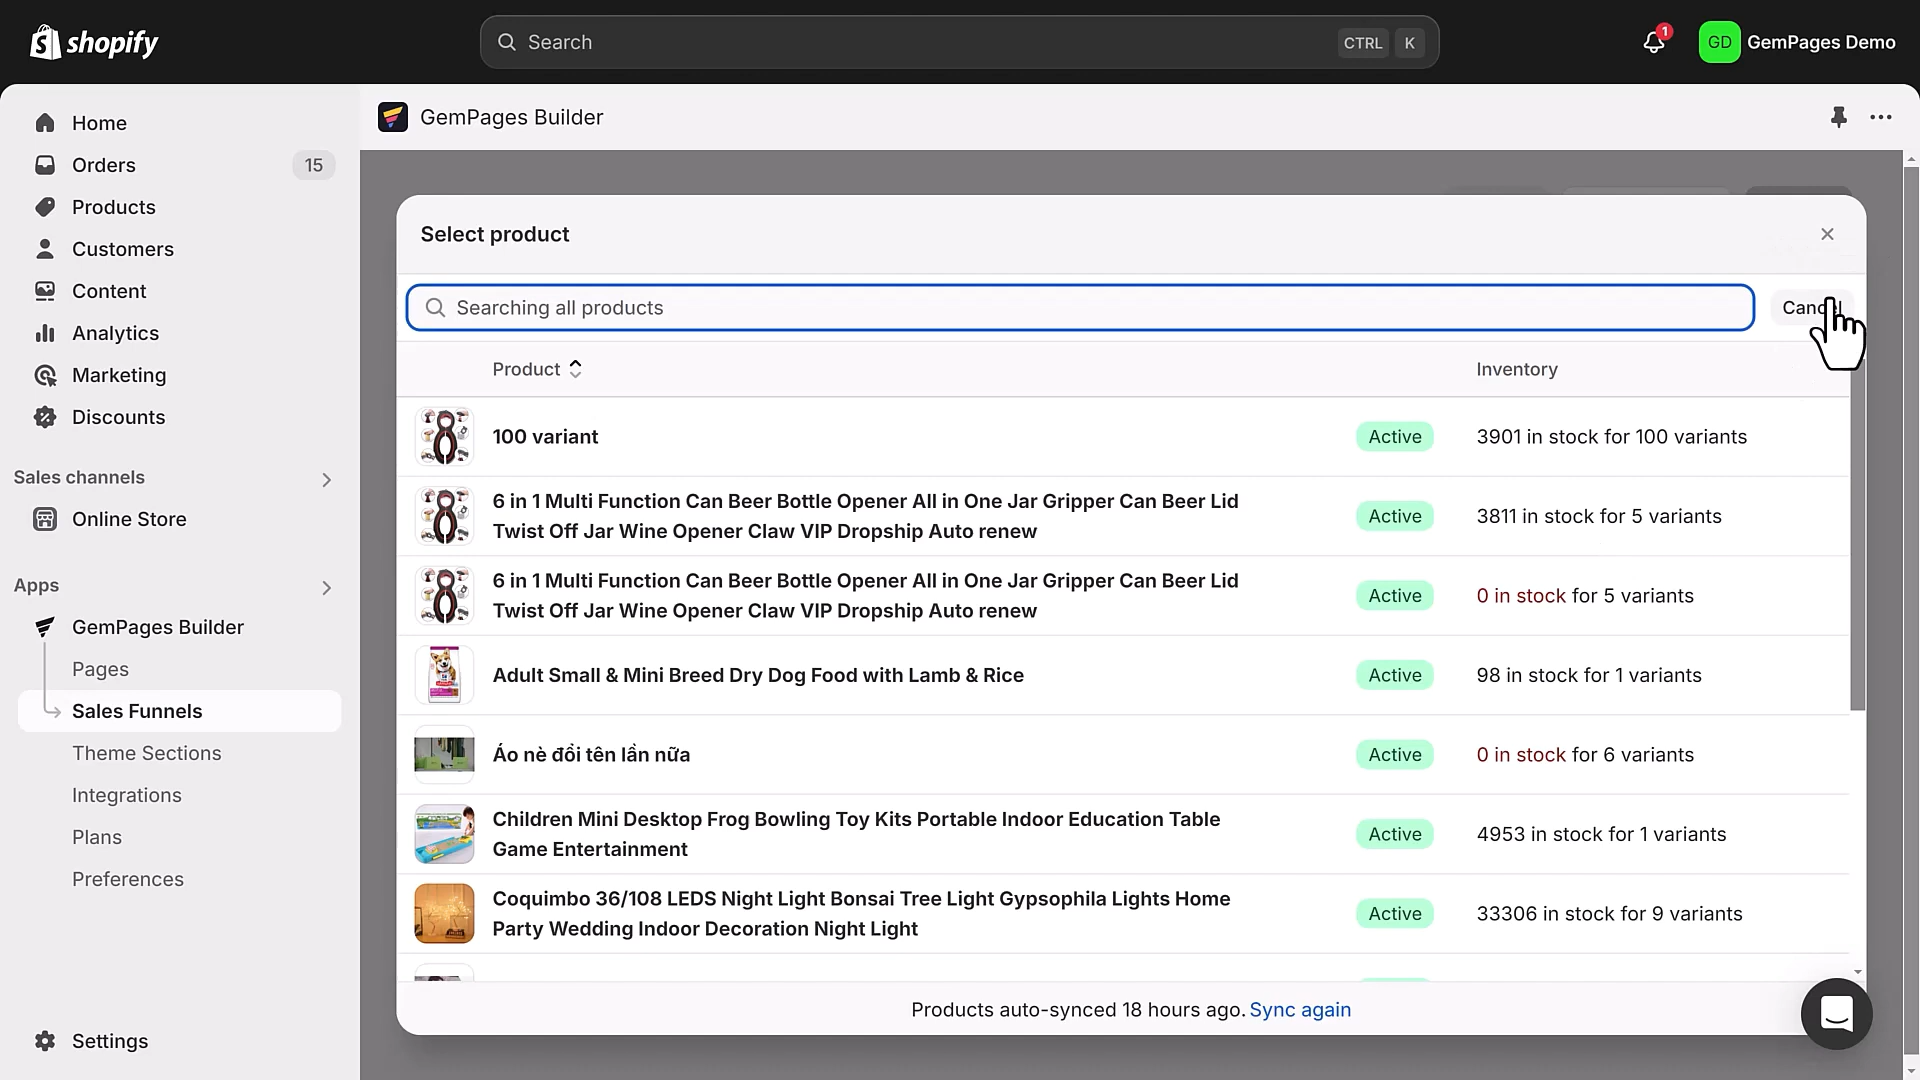 shopify
Search
CTRL K
1
GD GemPages Demo
Home
Orders 15
Products
Customers
Content
Analytics
Marketing
Discounts
Sales channels
Online Store
Apps
GemPages Builder
Pages
Sales Funnels
Theme Sections
Integrations
Plans
Preferences
Settings
GemPages Builder
Select product
Searching all products
Product Inventory
100 variant Active 3901 in stock for 100 variants
6 in 1 Multi Function Can Beer Bottle Opener All in One Jar Gripper Can Beer Lid
Twist Off Jar Wine Opener Claw VIP Dropship Auto renew
Active 3811 in stock for 5 variants
6 in 1 Multi Function Can Beer Bottle Opener All in One Jar Gripper Can Beer Lid
Twist Off Jar Wine Opener Claw VIP Dropship Auto renew
Active 0 in stock for 5 variants
Adult Small & Mini Breed Dry Dog Food with Lamb & Rice Active 98 in stock for 1 variants
Áo nè đổi tên lần nữa Active 0 in stock for 6 variants
Children Mini Desktop Frog Bowling Toy Kits Portable Indoor Education Table
Game Entertainment
Active 4953 in stock for 1 variants
Coquimbo 36/108 LEDS Night Light Bonsai Tree Light Gypsophila Lights Home
Party Wedding Indoor Decoration Night Light
Active 33306 in stock for 9 variants
Products auto-synced 18 hours ago. Sync again